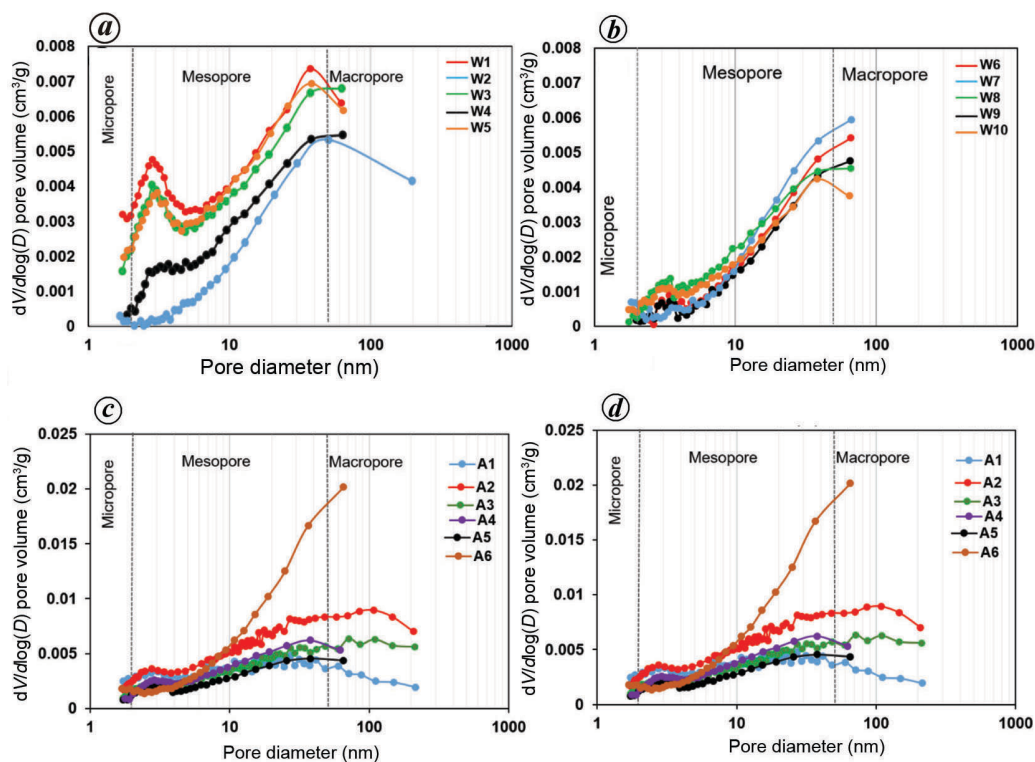 a
dV/dlog(D) pore volume (cm³/g)
0.008
0.007
0.006
0.005
0.004
0.003
0.002
0.001
0
Micropore
Mesopore
Macropore
W1
W2
W3
W4
W5
1
10
100
1000
Pore diameter (nm)
b
dV/dlog(D) pore volume (cm³/g)
0.008
0.007
0.006
0.005
0.004
0.003
0.002
0.001
0
Micropore
Mesopore
Macropore
W6
W7
W8
W9
W10
1
10
100
1000
Pore diameter (nm)
c
dV/dlog(D) pore volume (cm³/g)
0.025
0.02
0.015
0.01
0.005
0
Micropore
Mesopore
Macropore
A1
A2
A3
A4
A5
A6
1
10
100
1000
Pore diameter (nm)
d
dV/dlog(D) pore volume (cm³/g)
0.025
0.02
0.015
0.01
0.005
0
Micropore
Mesopore
Macropore
A1
A2
A3
A4
A5
A6
1
10
100
1000
Pore diameter (nm)